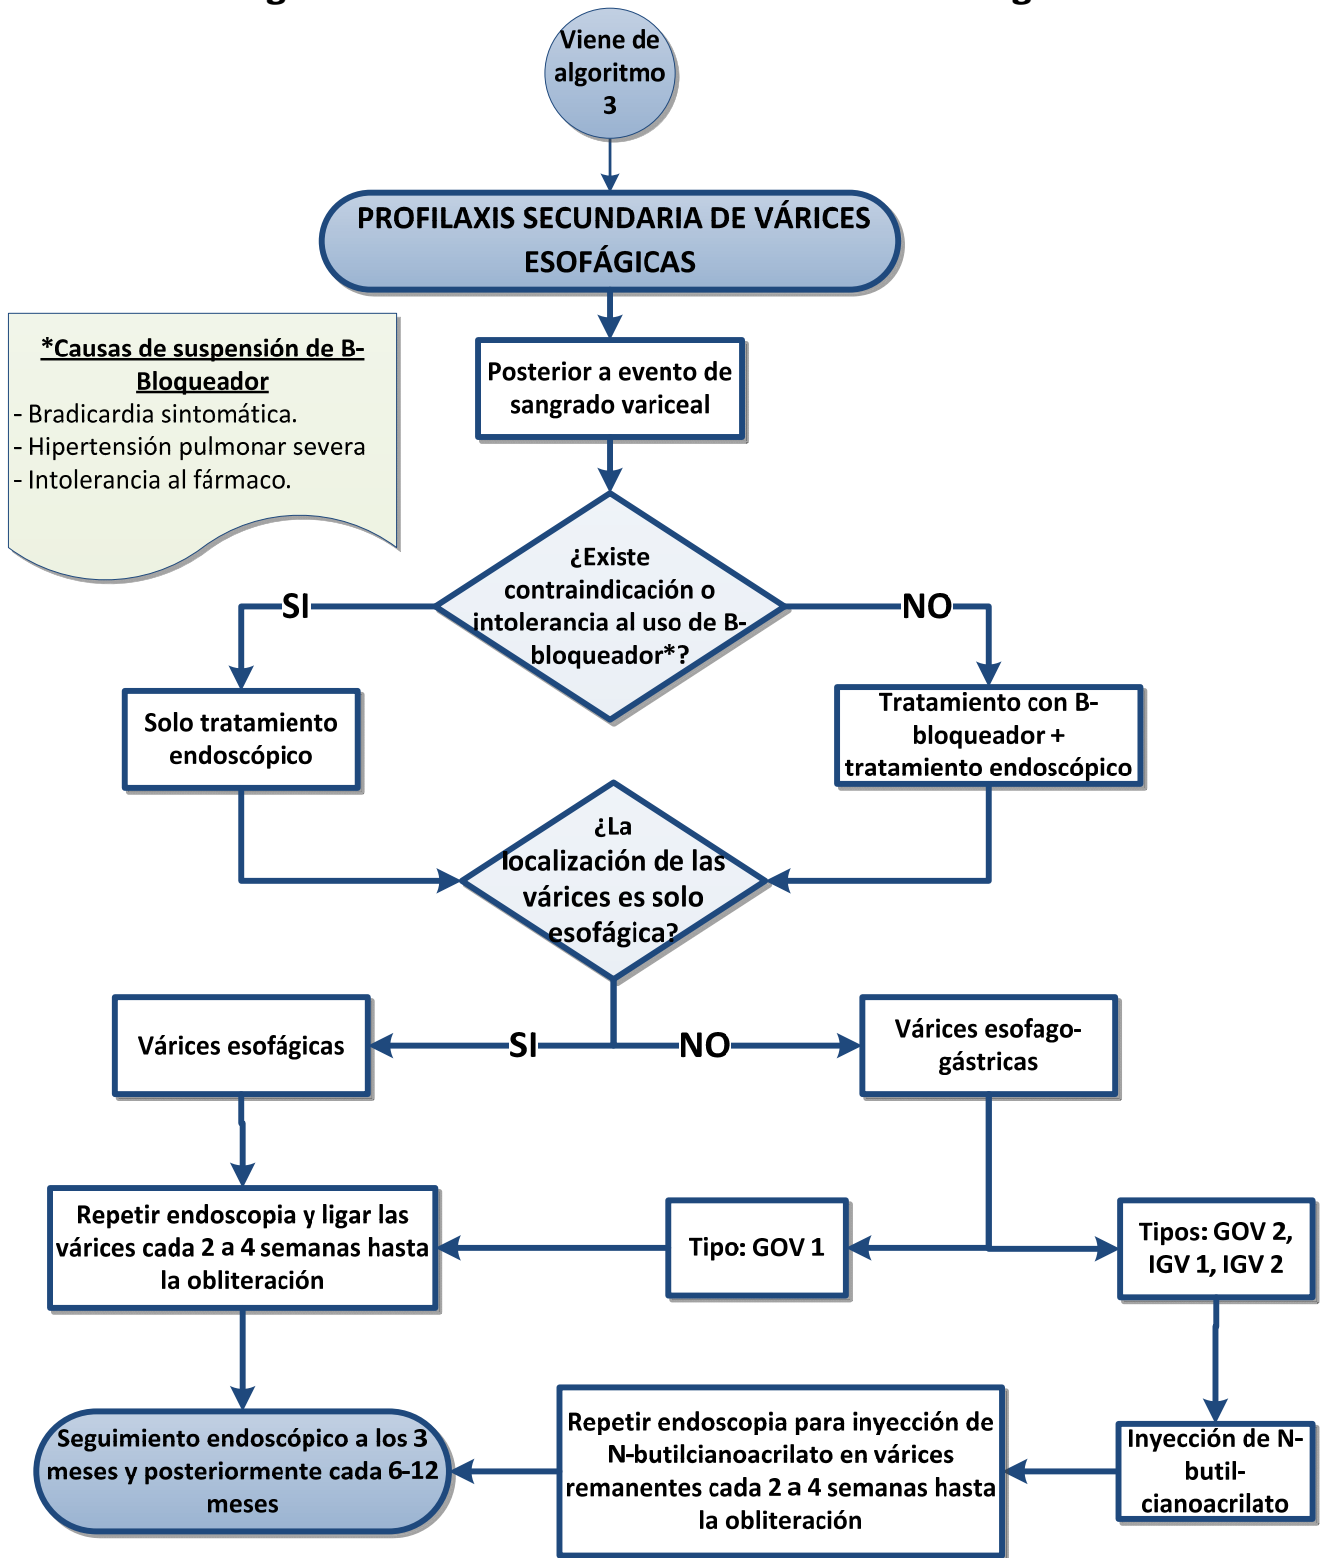 Viene de
algoritmo
3
PROFILAXIS SECUNDARIA DE VÁRICES
ESOFÁGICAS
*Causas de suspensión de B-
Bloqueador
- Bradicardia sintomática.
- Hipertensión pulmonar severa
- Intolerancia al fármaco.
Posterior a evento de
sangrado variceal
¿Existe
contraindicación o
intolerancia al uso de B-
bloqueador*?
SI
NO
Solo tratamiento
endoscópico
Tratamiento con B-
bloqueador +
tratamiento endoscópico
¿La
localización de las
várices es solo
esofágica?
Várices esofágicas
SI
NO
Várices esofago-
gástricas
Repetir endoscopia y ligar las
várices cada 2 a 4 semanas hasta
la obliteración
Tipo: GOV 1
Tipos: GOV 2,
IGV 1, IGV 2
Seguimiento endoscópico a los 3
meses y posteriormente cada 6-12
meses
Repetir endoscopia para inyección de
N-butilcianoacrilato en várices
remanentes cada 2 a 4 semanas hasta
la obliteración
Inyección de N-
butil-
cianoacrilato